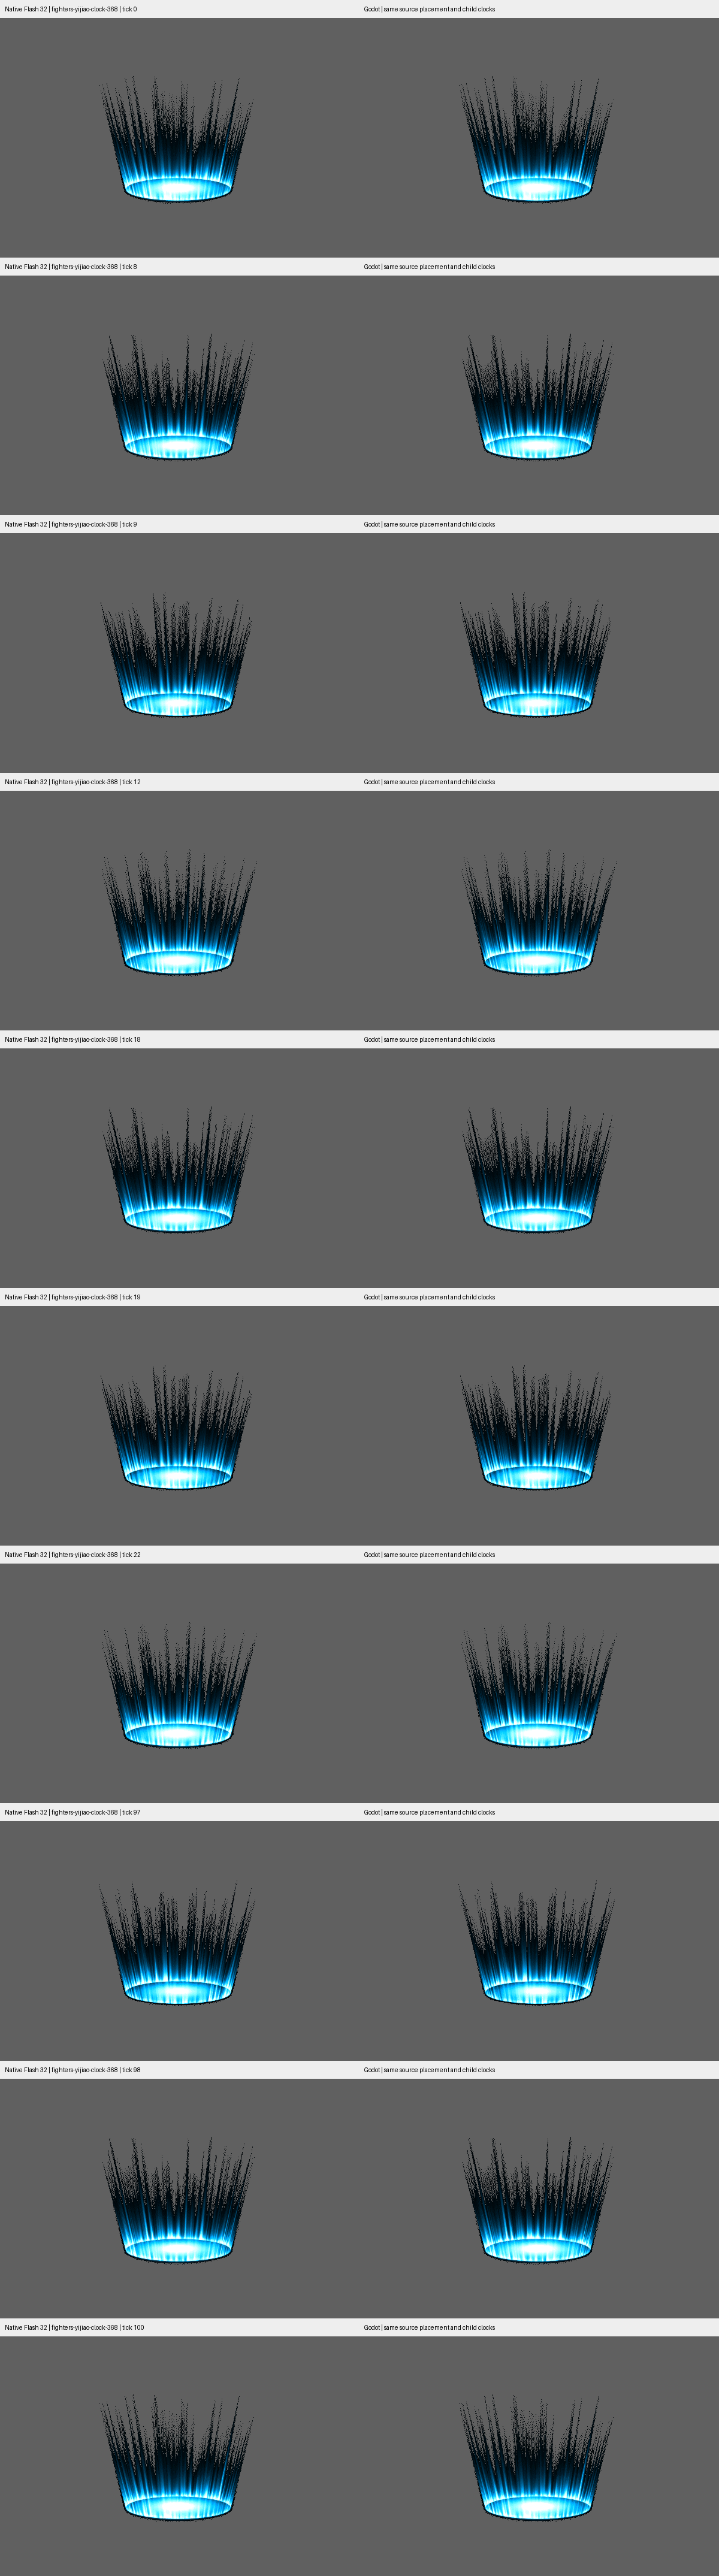 Native Flash 32 | fighters-yijiao-clock-368 | tick 0
Godot | same source placement and child clocks
Native Flash 32 | fighters-yijiao-clock-368 | tick 8
Godot | same source placement and child clocks
Native Flash 32 | fighters-yijiao-clock-368 | tick 9
Godot | same source placement and child clocks
Native Flash 32 | fighters-yijiao-clock-368 | tick 12
Godot | same source placement and child clocks
Native Flash 32 | fighters-yijiao-clock-368 | tick 18
Godot | same source placement and child clocks
Native Flash 32 | fighters-yijiao-clock-368 | tick 19
Godot | same source placement and child clocks
Native Flash 32 | fighters-yijiao-clock-368 | tick 22
Godot | same source placement and child clocks
Native Flash 32 | fighters-yijiao-clock-368 | tick 97
Godot | same source placement and child clocks
Native Flash 32 | fighters-yijiao-clock-368 | tick 98
Godot | same source placement and child clocks
Native Flash 32 | fighters-yijiao-clock-368 | tick 100
Godot | same source placement and child clocks